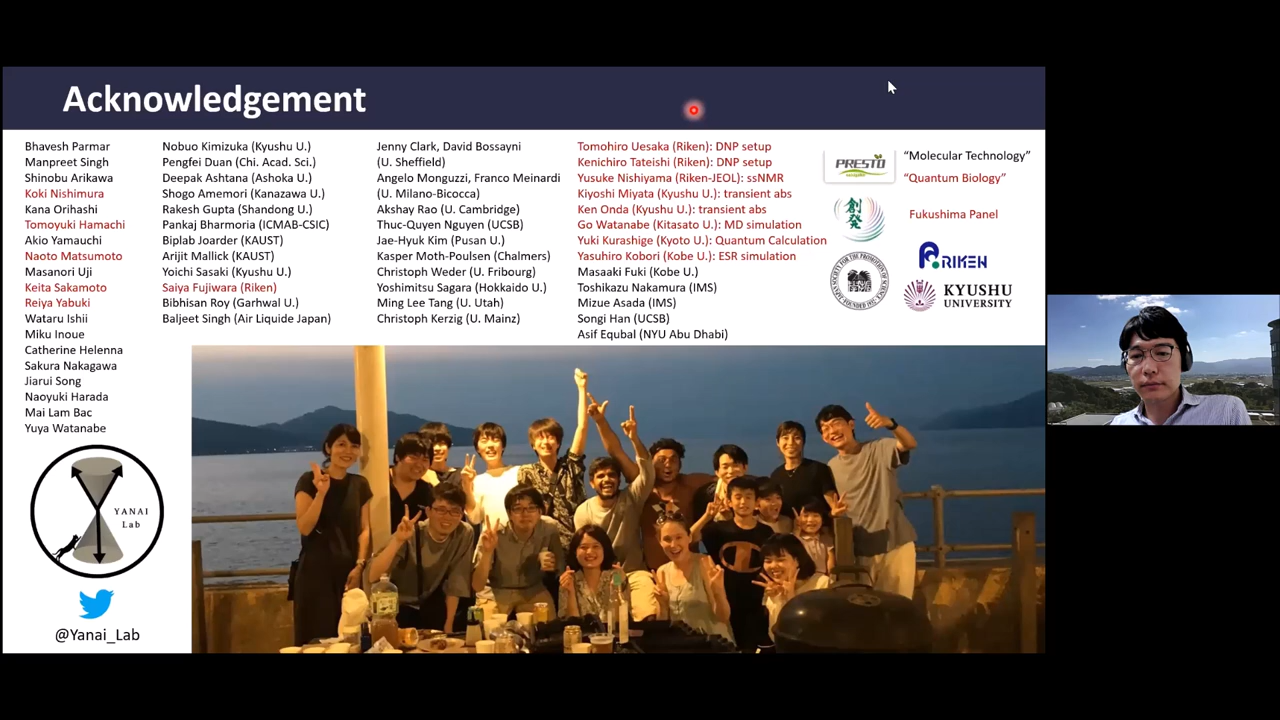 Acknowledgement
Bhavesh Parmar
Manpreet Singh
Shinobu Arikawa
Koki Nishimura
Kana Orihashi
Tomoyuki Hamachi
Akio Yamauchi
Naoto Matsumoto
Masanori Uji
Keita Sakamoto
Reiya Yabuki
Wataru Ishii
Miku Inoue
Catherine Helenna
Sakura Nakagawa
Jiarui Song
Naoyuki Harada
Mai Lam Bac
Yuya Watanabe
Nobuo Kimizuka (Kyushu U.)
Pengfei Duan (Chi. Acad. Sci.)
Deepak Ashtana (Ashoka U.)
Shogo Amemori (Kanazawa U.)
Rakesh Gupta (Shandong U.)
Pankaj Bharmoria (ICMAB-CSIC)
Biplab Joarder (KAUST)
Arijit Mallick (KAUST)
Yoichi Sasaki (Kyushu U.)
Saiya Fujiwara (Riken)
Bibhisan Roy (Garhwal U.)
Baljeet Singh (Air Liquide Japan)
Jenny Clark, David Bossayni
(U. Sheffield)
Angelo Monguzzi, Franco Meinardi
(U. Milano-Bicocca)
Akshay Rao (U. Cambridge)
Thuc-Quyen Nguyen (UCSB)
Jae-Hyuk Kim (Pusan U.)
Kasper Moth-Poulsen (Chalmers)
Christoph Weder (U. Fribourg)
Yoshimitsu Sagara (Hokkaido U.)
Ming Lee Tang (U. Utah)
Christoph Kerzig (U. Mainz)
Tomohiro Uesaka (Riken): DNP setup
Kenichiro Tateishi (Riken): DNP setup
Yusuke Nishiyama (Riken-JEOL): ssNMR
Kiyoshi Miyata (Kyushu U.): transient abs
Ken Onda (Kyushu U.): transient abs
Go Watanabe (Kitasato U.): MD simulation
Yuki Kurashige (Kyoto U.): Quantum Calculation
Yasuhiro Kobori (Kobe U.): ESR simulation
Masaaki Fuki (Kobe U.)
Toshikazu Nakamura (IMS)
Mizue Asada (IMS)
Songi Han (UCSB)
Asif Equbal (NYU Abu Dhabi)
PRESTO
“Molecular Technology”
“Quantum Biology”
創発
Fukushima Panel
RIKEN
KYUSHU
UNIVERSITY
YANAI
Lab
@Yanai_Lab